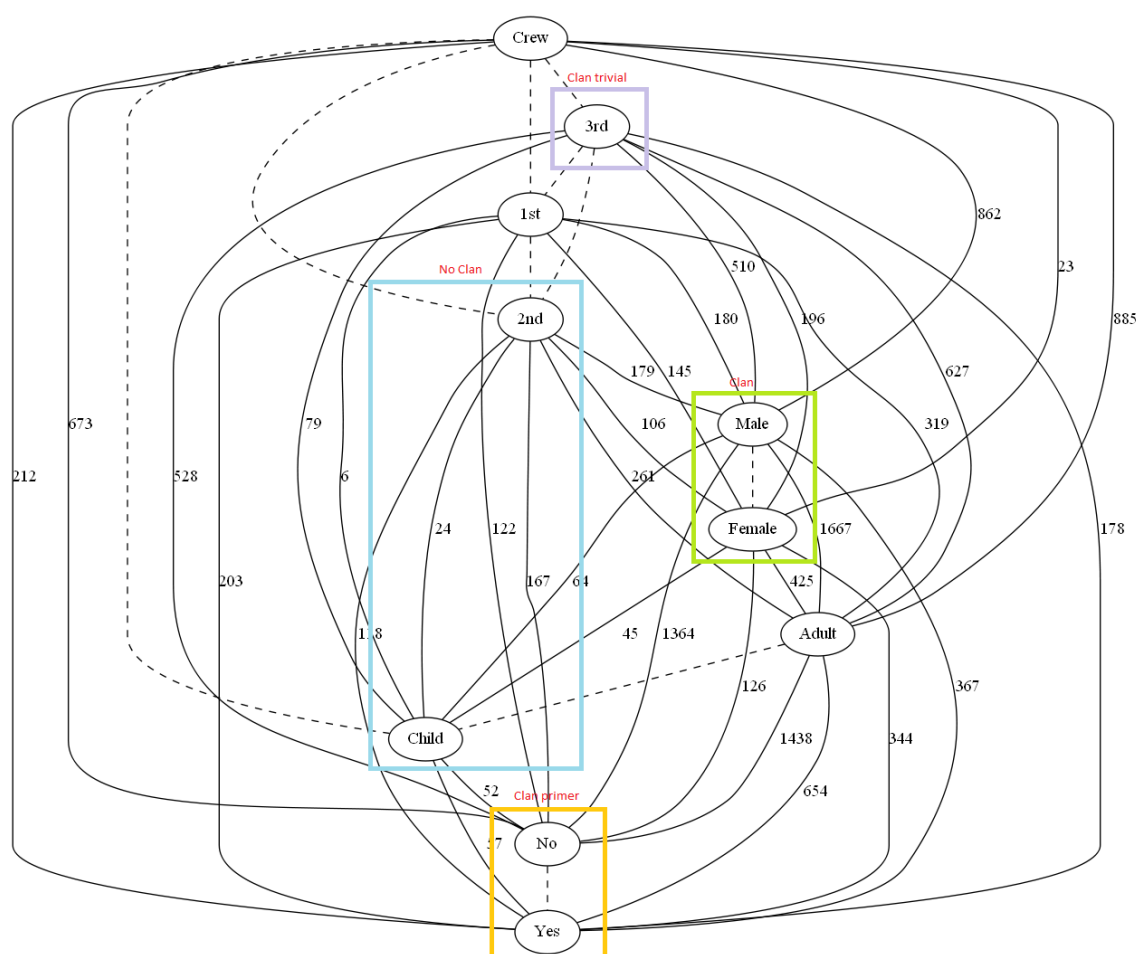 Crew
Clan trivial
3rd
1st
862
No Clan
510
23
2nd
180
196
885
179
145
Clan
627
673
79
106
Male
319
212
528
6
261
24
122
Female
1667
178
203
167
64
425
118
45
1364
Adult
126
367
Child
1438
344
52
Clan primer
654
57
No
Yes